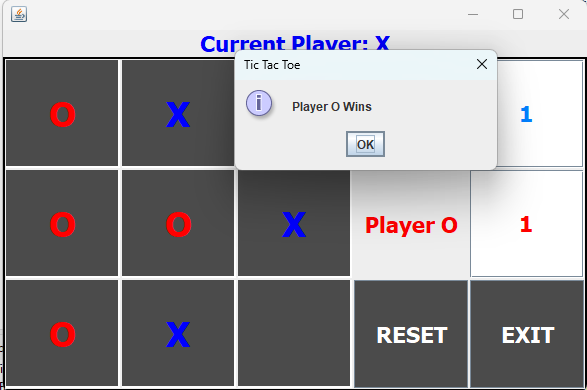 Current Player: X
Tic Tac Toe
Player O Wins
OK
O X 1
O O X Player O 1
O X RESET EXIT